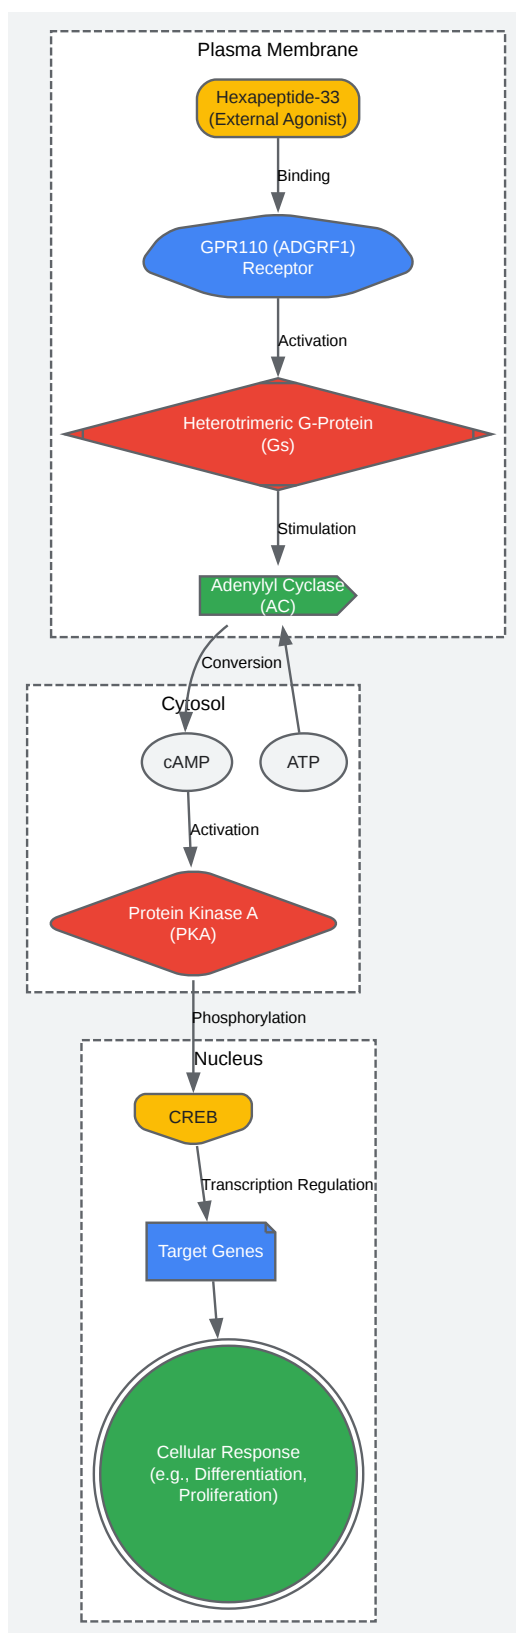 Plasma Membrane
Hexapeptide-33
(External Agonist)
Binding
GPR110 (ADGRF1)
Receptor
Activation
Heterotrimeric G-Protein
(Gs)
Stimulation
Adenylyl Cyclase
(AC)
Conversion
Cytosol
cAMP
ATP
Activation
Protein Kinase A
(PKA)
Phosphorylation
Nucleus
CREB
Transcription Regulation
Target Genes
Cellular Response
(e.g., Differentiation,
Proliferation)